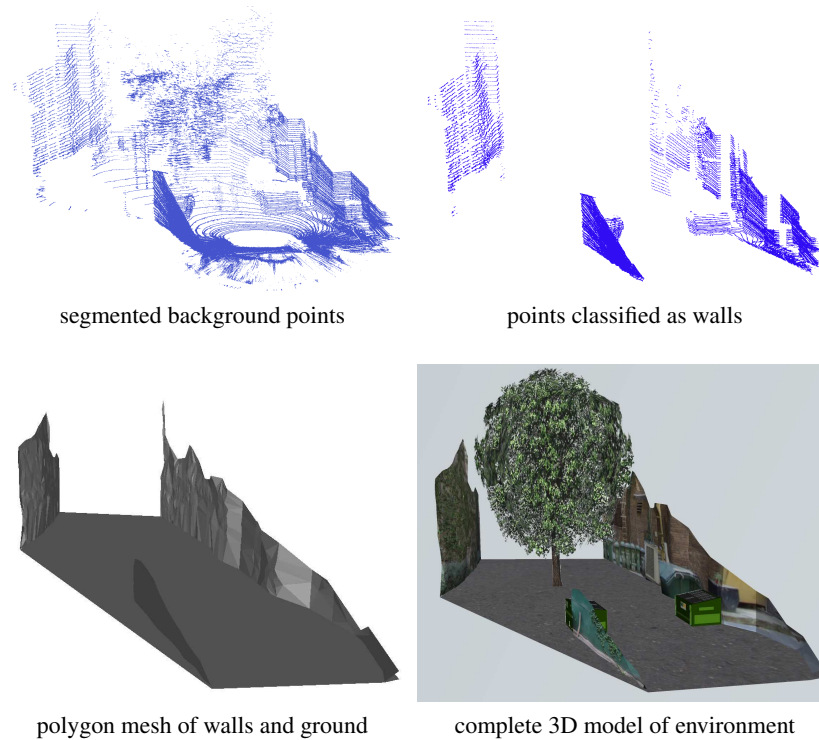 segmented background points
points classified as walls
polygon mesh of walls and ground
complete 3D model of environment